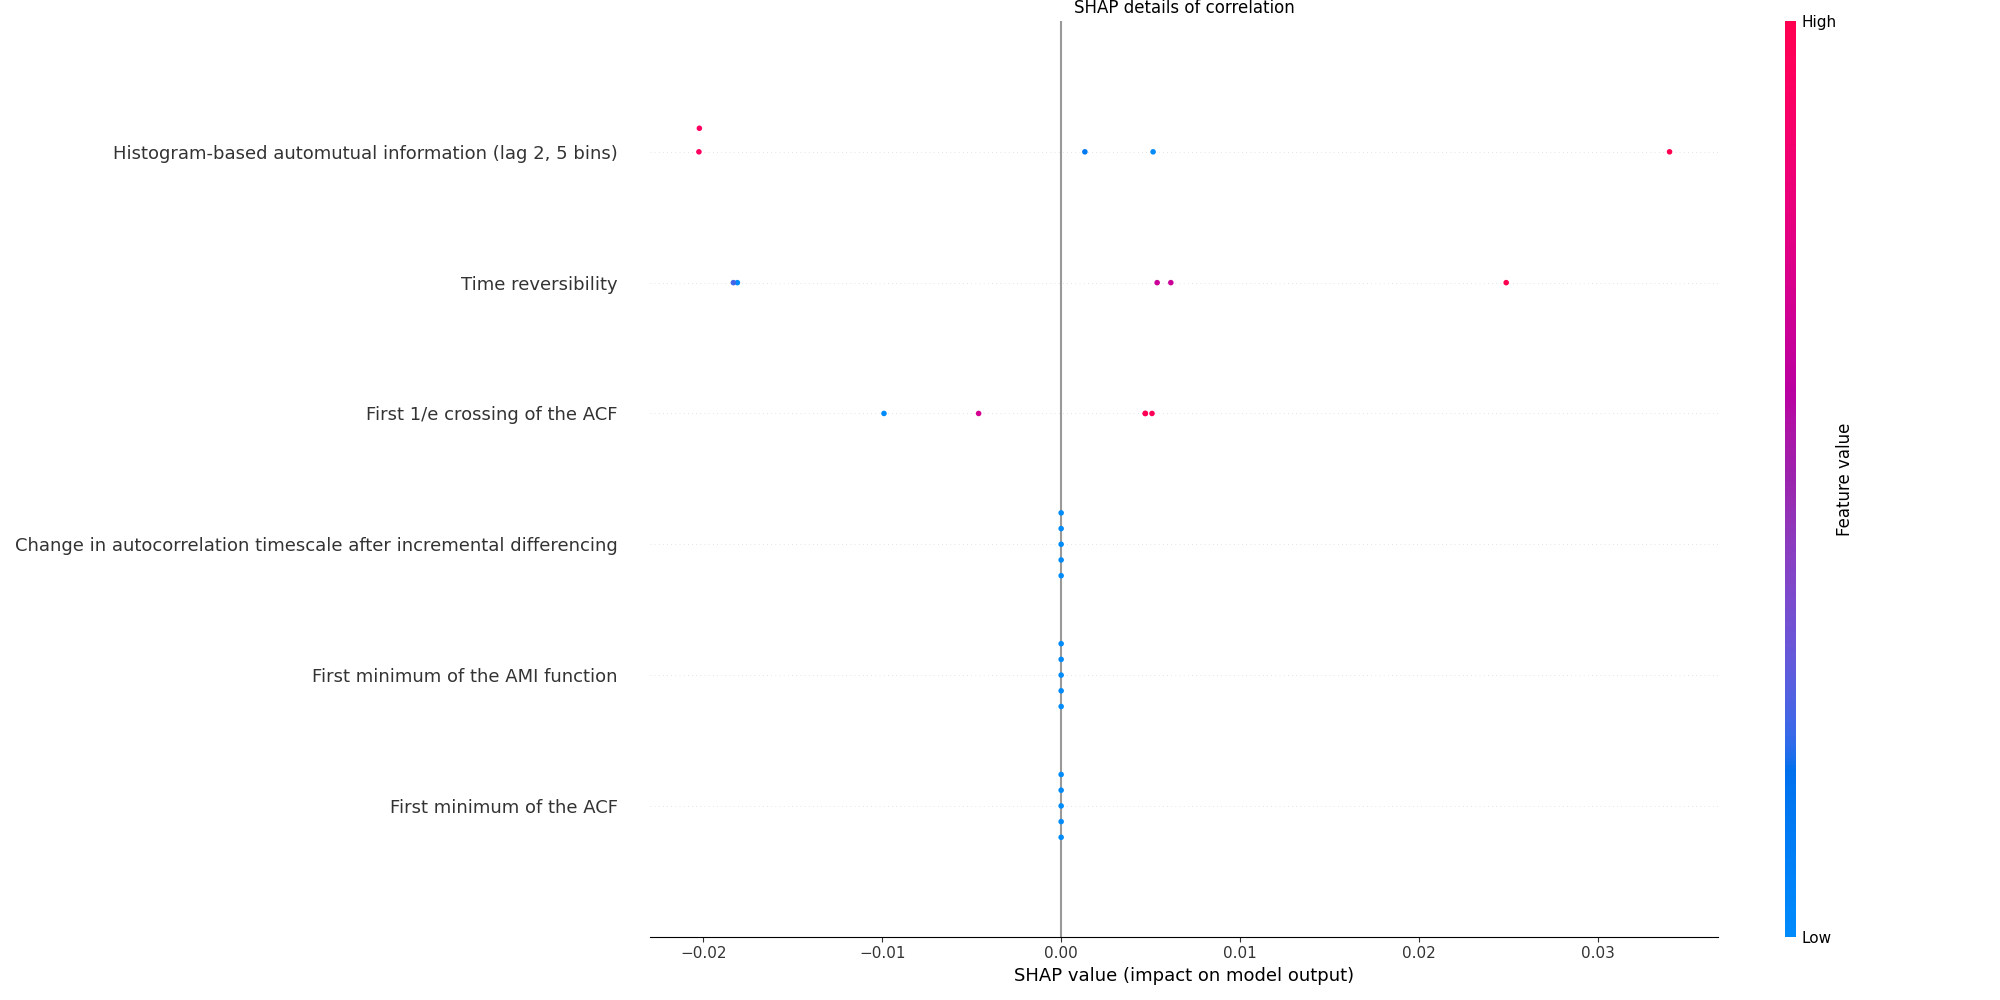 SHAP details of correlation
High
Histogram-based automutual information (lag 2, 5 bins)
Time reversibility
First 1/e crossing of the ACF
Feature value
Change in autocorrelation timescale after incremental differencing
First minimum of the AMI function
First minimum of the ACF
Low
−0.02 −0.01 0.00 0.01 0.02 0.03
SHAP value (impact on model output)